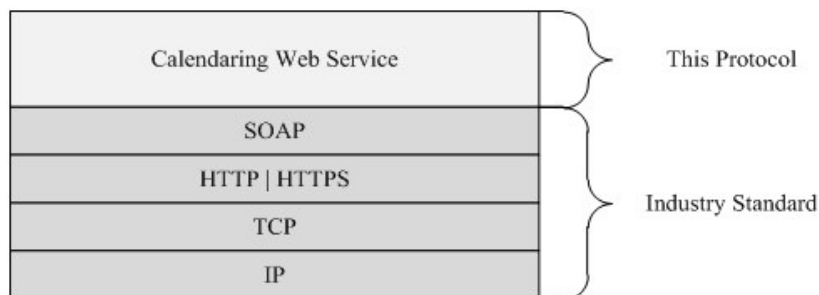 Calendaring Web Service
This Protocol
SOAP
HTTP | HTTPS
Industry Standard
TCP
IP